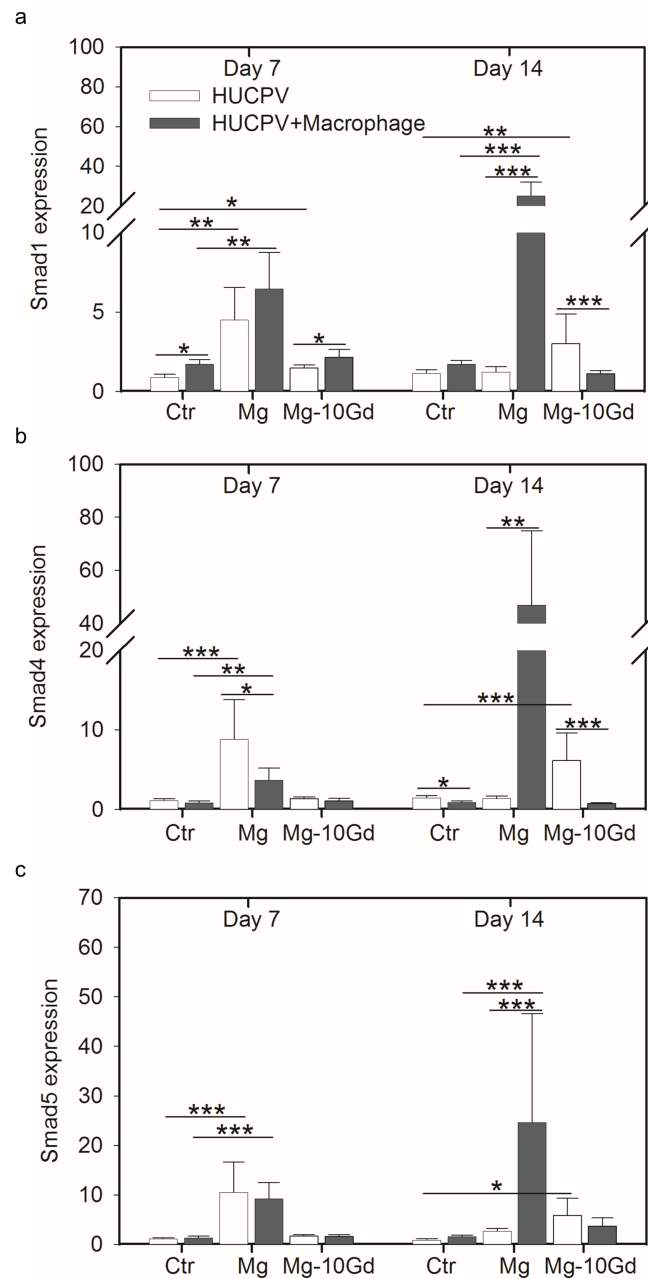 a
100
80
60
40
20
10
5
0
Smad1 expression
Day 7
Day 14
HUCPV
HUCPV+Macrophage
*
**
**
*
*
**
***
***
***
Ctr
Mg
Mg-10Gd
Ctr
Mg
Mg-10Gd
b
100
80
60
40
20
10
0
Smad4 expression
Day 7
Day 14
***
**
*
*
**
***
***
Ctr
Mg
Mg-10Gd
Ctr
Mg
Mg-10Gd
c
70
60
50
40
30
20
10
0
Smad5 expression
Day 7
Day 14
***
***
***
***
*
Ctr
Mg
Mg-10Gd
Ctr
Mg
Mg-10Gd